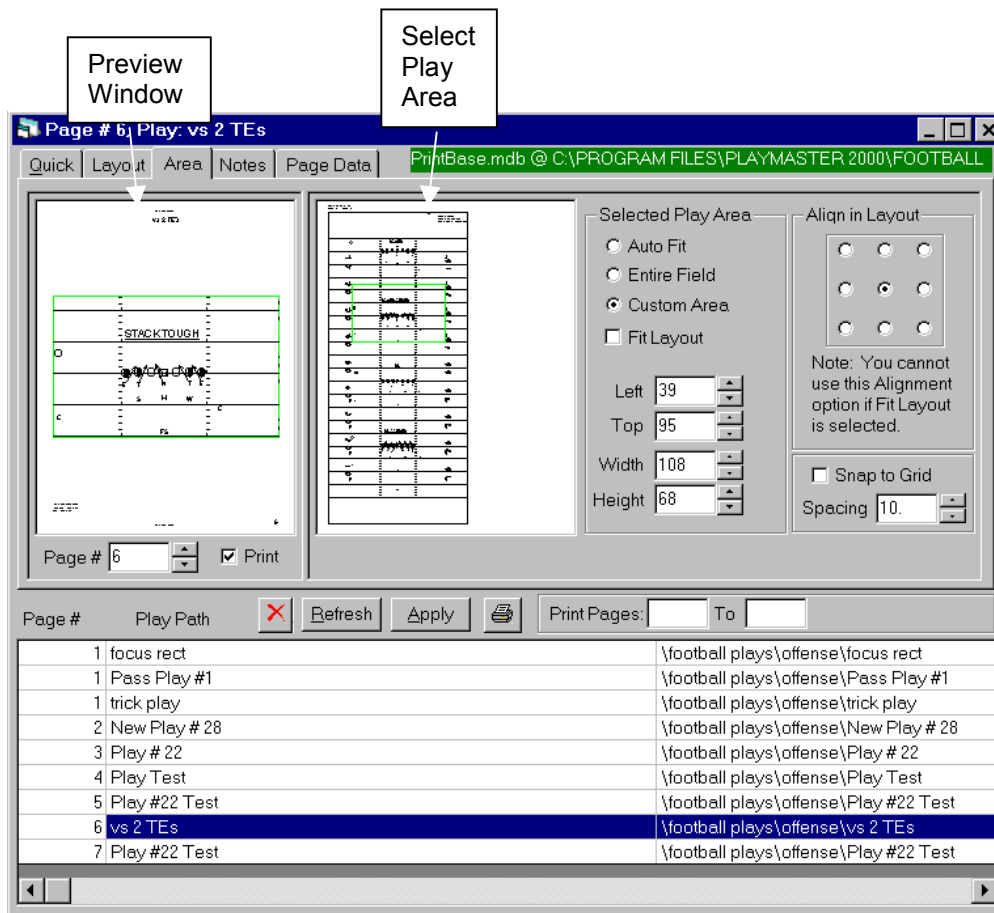 Preview
Window
Select
Play
Area
Page # 6, Play: vs 2 TEs
Quick
Layout
Area
Notes
Page Data
PrintBase.mdb @ C:\PROGRAM FILES\PLAYMASTER 2000\FOOTBALL
vs 2 TEs
STACK TOUGH
Page # 6
Print
Selected Play Area
Auto Fit
Entire Field
Custom Area
Fit Layout
Left 39
Top 95
Width 108
Height 68
Align in Layout
Note: You cannot
use this Alignment
option if Fit Layout
is selected.
Snap to Grid
Spacing 10.
Page # Play Path Refresh Apply Print Pages: To
1 focus rect \football plays\offense\focus rect
1 Pass Play #1 \football plays\offense\Pass Play #1
1 trick play \football plays\offense\trick play
2 New Play # 28 \football plays\offense\New Play # 28
3 Play # 22 \football plays\offense\Play # 22
4 Play Test \football plays\offense\Play Test
5 Play #22 Test \football plays\offense\Play #22 Test
6 vs 2 TEs \football plays\offense\vs 2 TEs
7 Play #22 Test \football plays\offense\Play #22 Test